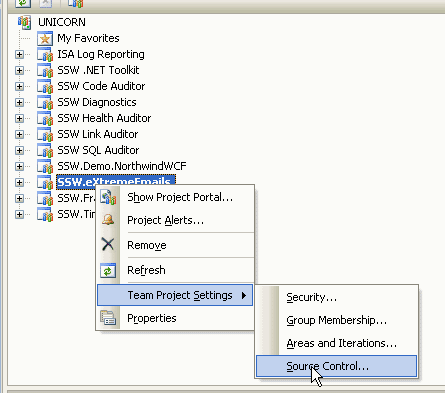 UNICORN
My Favorites
ISA Log Reporting
SSW .NET Toolkit
SSW Code Auditor
SSW Diagnostics
SSW Health Auditor
SSW Link Auditor
SSW SQL Auditor
SSW.Demo.NorthwindWCF
SSW.eXtremeEmails
SSW.Fra
SSW.Tim
Show Project Portal...
Project Alerts...
Remove
Refresh
Team Project Settings
Properties
Security...
Group Membership...
Areas and Iterations...
Source Control...